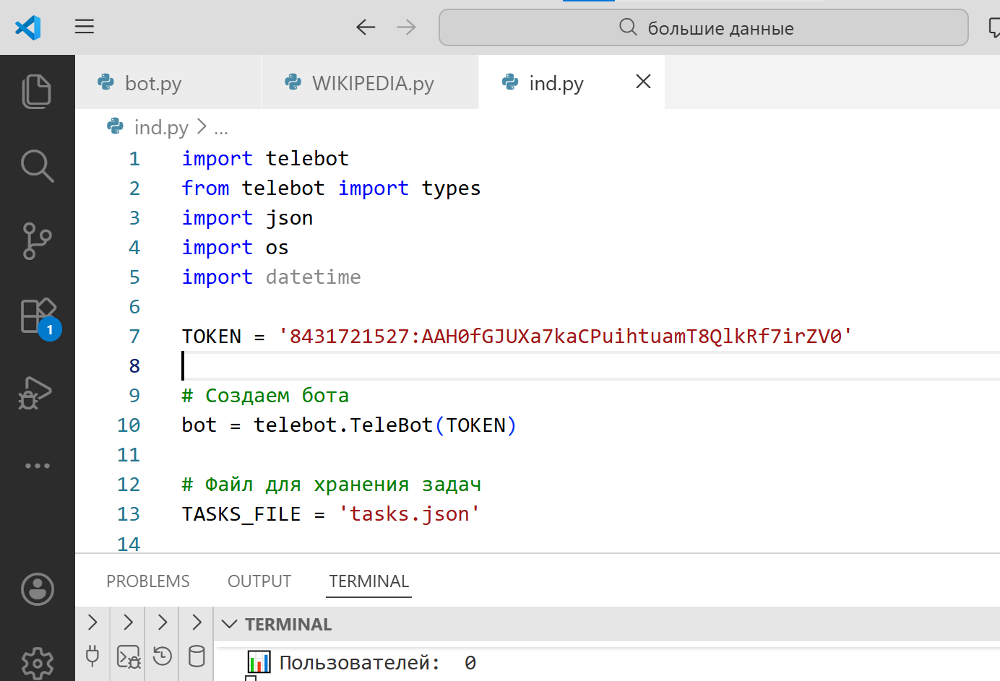 большие данные
bot.py WIKIPEDIA.py ind.py
ind.py > ...
1 import telebot
2 from telebot import types
3 import json
4 import os
5 import datetime
6
7 TOKEN = '8431721527:AAH0fGJUXa7kaCPuihtuamT8QlkRf7irZV0'
8
9 # Создаем бота
10 bot = telebot.TeleBot(TOKEN)
11
12 # Файл для хранения задач
13 TASKS_FILE = 'tasks.json'
14
1
PROBLEMS OUTPUT TERMINAL
TERMINAL
📊 Пользователей: 0